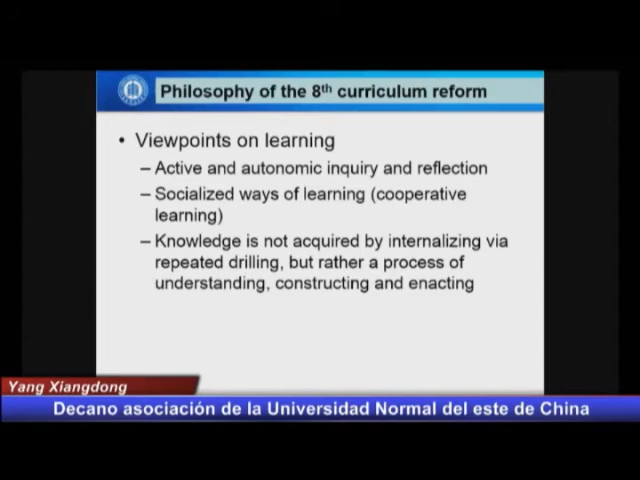 Philosophy of the 8th curriculum reform
• Viewpoints on learning
– Active and autonomic inquiry and reflection
– Socialized ways of learning (cooperative
learning)
– Knowledge is not acquired by internalizing via
repeated drilling, but rather a process of
understanding, constructing and enacting
Yang Xiangdong
Decano asociación de la Universidad Normal del este de China